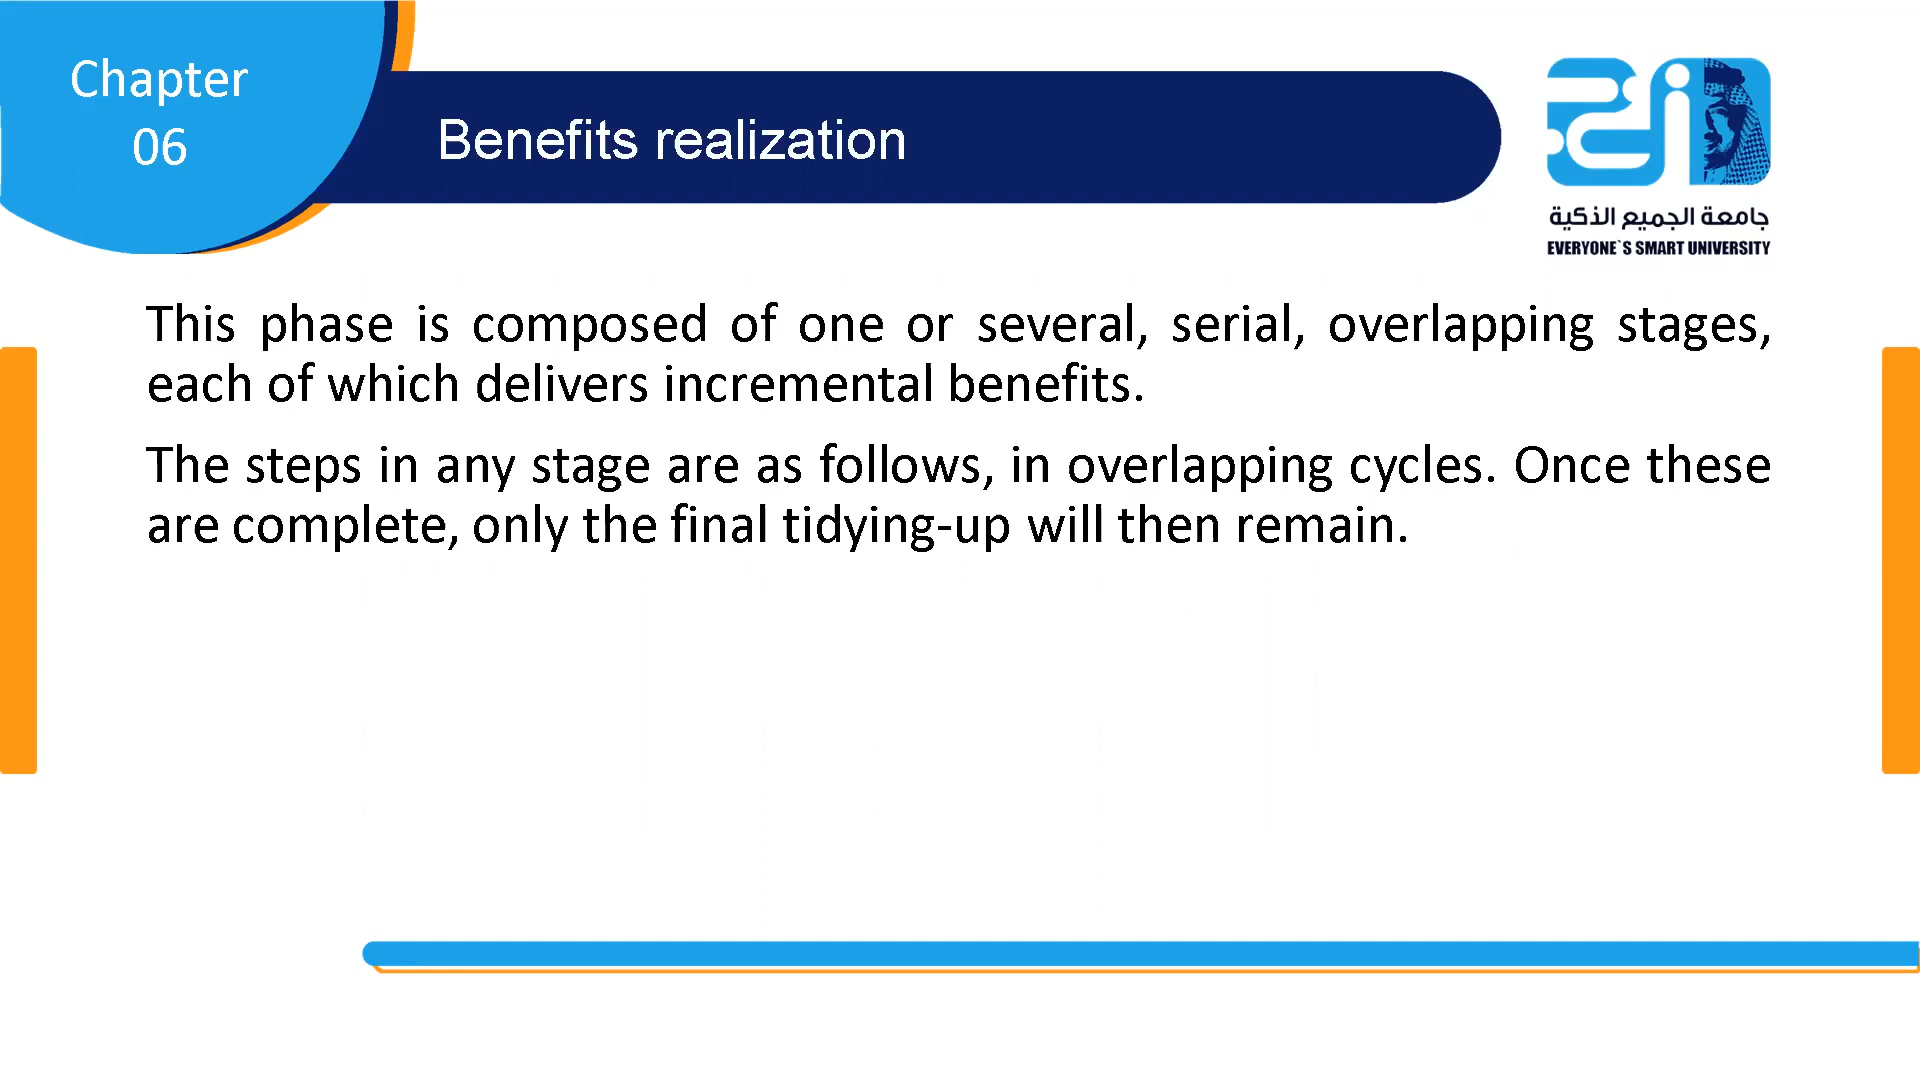 Chapter
06
Benefits realization
جامعة الجميع الذكية
EVERYONE`S SMART UNIVERSITY
This phase is composed of one or several, serial, overlapping stages,
each of which delivers incremental benefits.
The steps in any stage are as follows, in overlapping cycles. Once these
are complete, only the final tidying-up will then remain.